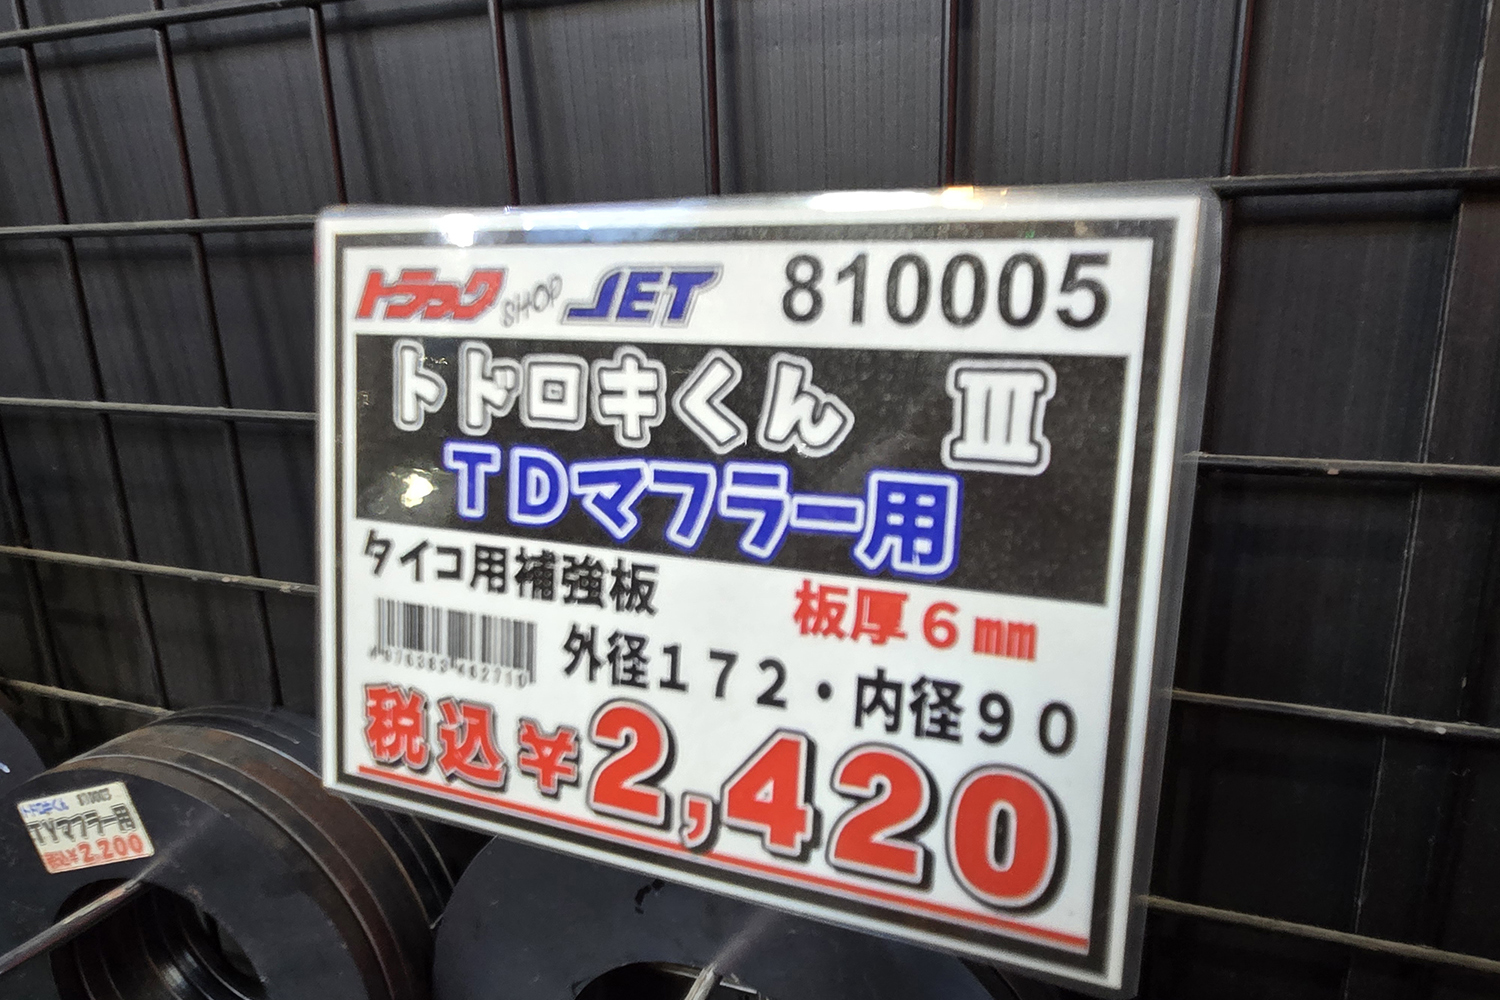 トラック SHOP JET 810005
トドロキくん Ⅲ
TDマフラー用
タイコ用補強板
板厚6㎜
外径172・内径90
税込¥2,420
トドロキくん
TYマフラー用
税込¥2,200